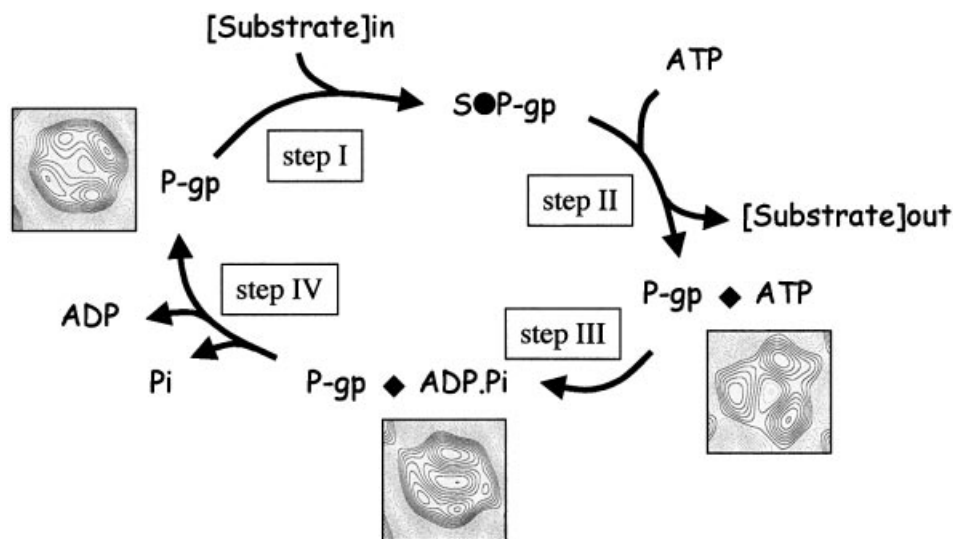 [Substrate]in
ATP
S●P-gp
step I
P-gp
step II
[Substrate]out
step IV
P-gp ◆ ATP
ADP
step III
Pi
P-gp ◆ ADP.Pi